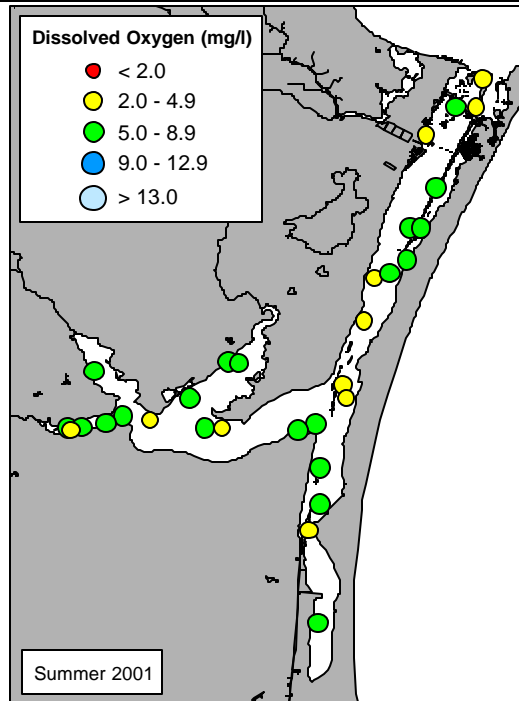 Dissolved Oxygen (mg/l)
< 2.0
2.0 - 4.9
5.0 - 8.9
9.0 - 12.9
> 13.0
Summer 2001